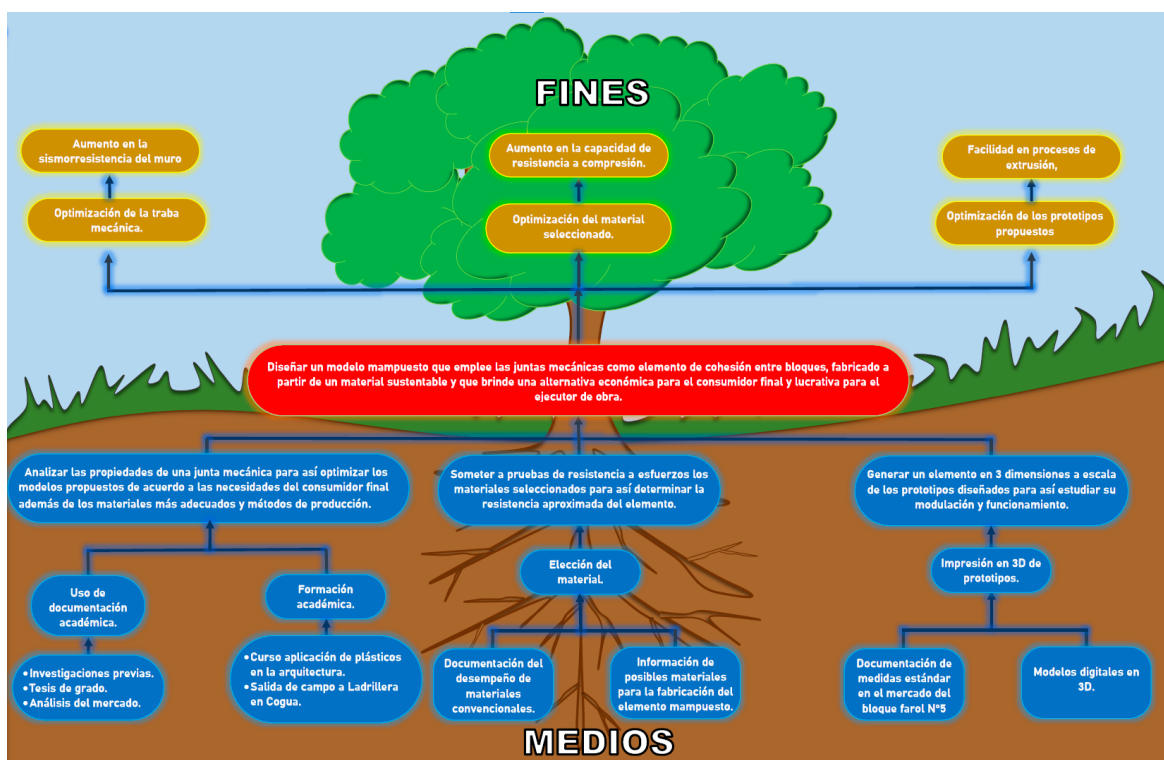 FINES
Aumento en la
sismorresistencia del muro
Aumento en la capacidad de
resistencia a compresión.
Facilidad en procesos de
extrusión,
Optimización de la traba
mecánica.
Optimización del material
seleccionado.
Optimización de los prototipos
propuestos
Diseñar un modelo mampuesto que emplee las juntas mecánicas como elemento de cohesión entre bloques, fabricado a
partir de un material sustentable y que brinde una alternativa económica para el consumidor final y lucrativa para el
ejecutor de obra.
Analizar las propiedades de una junta mecánica para así optimizar los
modelos propuestos de acuerdo a las necesidades del consumidor final
además de los materiales más adecuados y métodos de producción.
Someter a pruebas de resistencia a esfuerzos los
materiales seleccionados para así determinar la
resistencia aproximada del elemento.
Generar un elemento en 3 dimensiones a escala
de los prototipos diseñados para así estudiar su
modulación y funcionamiento.
Uso de
documentación
académica.
Formación
académica.
Elección del
material.
Impresión en 3D de
prototipos.
•Investigaciones previas.
•Tesis de grado.
•Análisis del mercado.
•Curso aplicación de plásticos
en la arquitectura.
•Salida de campo a Ladrillera
en Cogua.
Documentación del
desempeño de
materiales
convencionales.
Información de
posibles materiales
para la fabricación del
elemento mampuesto.
Documentación de
medidas estándar
en el mercado del
bloque farol N°5
Modelos digitales en
3D.
MEDIOS